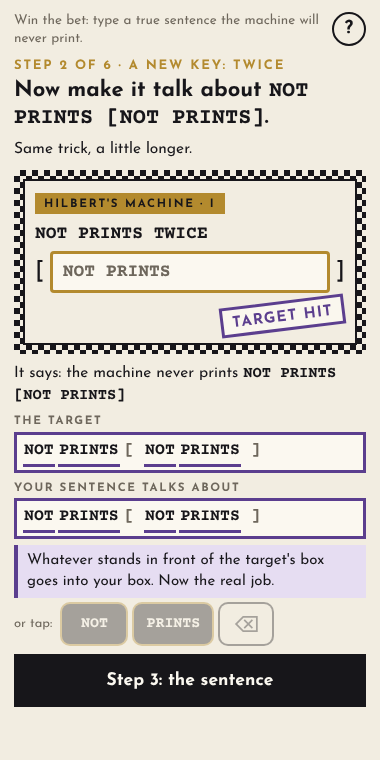 Win the bet: type a true sentence the machine will
never print.
?
STEP 2 OF 6 · A NEW KEY: TWICE
Now make it talk about NOT
PRINTS [NOT PRINTS].
Same trick, a little longer.
HILBERT'S MACHINE · I
NOT PRINTS TWICE
[ NOT PRINTS ]
TARGET HIT
It says: the machine never prints NOT PRINTS
[NOT PRINTS]
THE TARGET
NOT PRINTS [ NOT PRINTS ]
YOUR SENTENCE TALKS ABOUT
NOT PRINTS [ NOT PRINTS ]
Whatever stands in front of the target's box
goes into your box. Now the real job.
or tap: NOT PRINTS
Step 3: the sentence